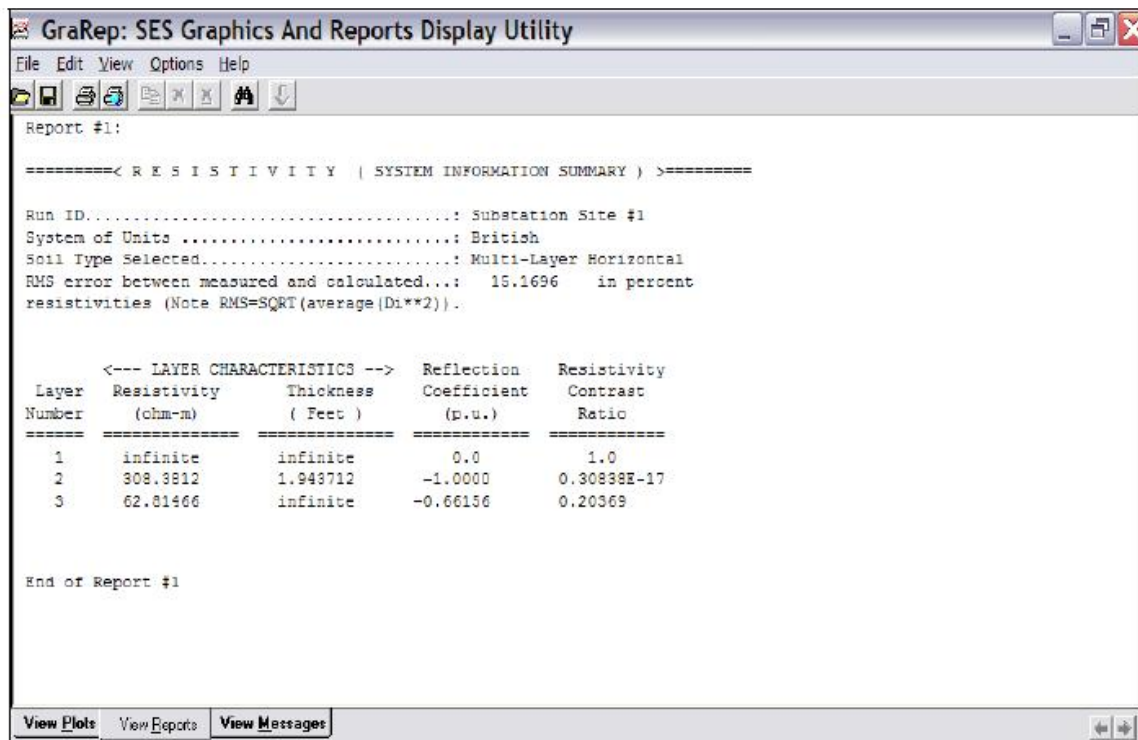 GraRep: SES Graphics And Reports Display Utility
File Edit View Options Help
Report #1:
=========< R E S I S T I V I T Y ( SYSTEM INFORMATION SUMMARY ) >=========
Run ID......................................: Substation Site #1
System of Units ............................: British
Soil Type Selected..........................: Multi-Layer Horizontal
RMS error between measured and calculated...: 15.1696 in percent
resistivities (Note RMS=SQRT(average(Di**2)).
<--- LAYER CHARACTERISTICS --> Reflection Resistivity
Layer Resistivity Thickness Coefficient Contrast
Number (ohm-m) ( Feet ) (p.u.) Ratio
====== ============== ============== ============ ============
1 infinite infinite 0.0 1.0
2 308.3812 1.943712 -1.0000 0.30838E-17
3 62.81466 infinite -0.66156 0.20369
End of Report #1
View Plots View Reports View Messages